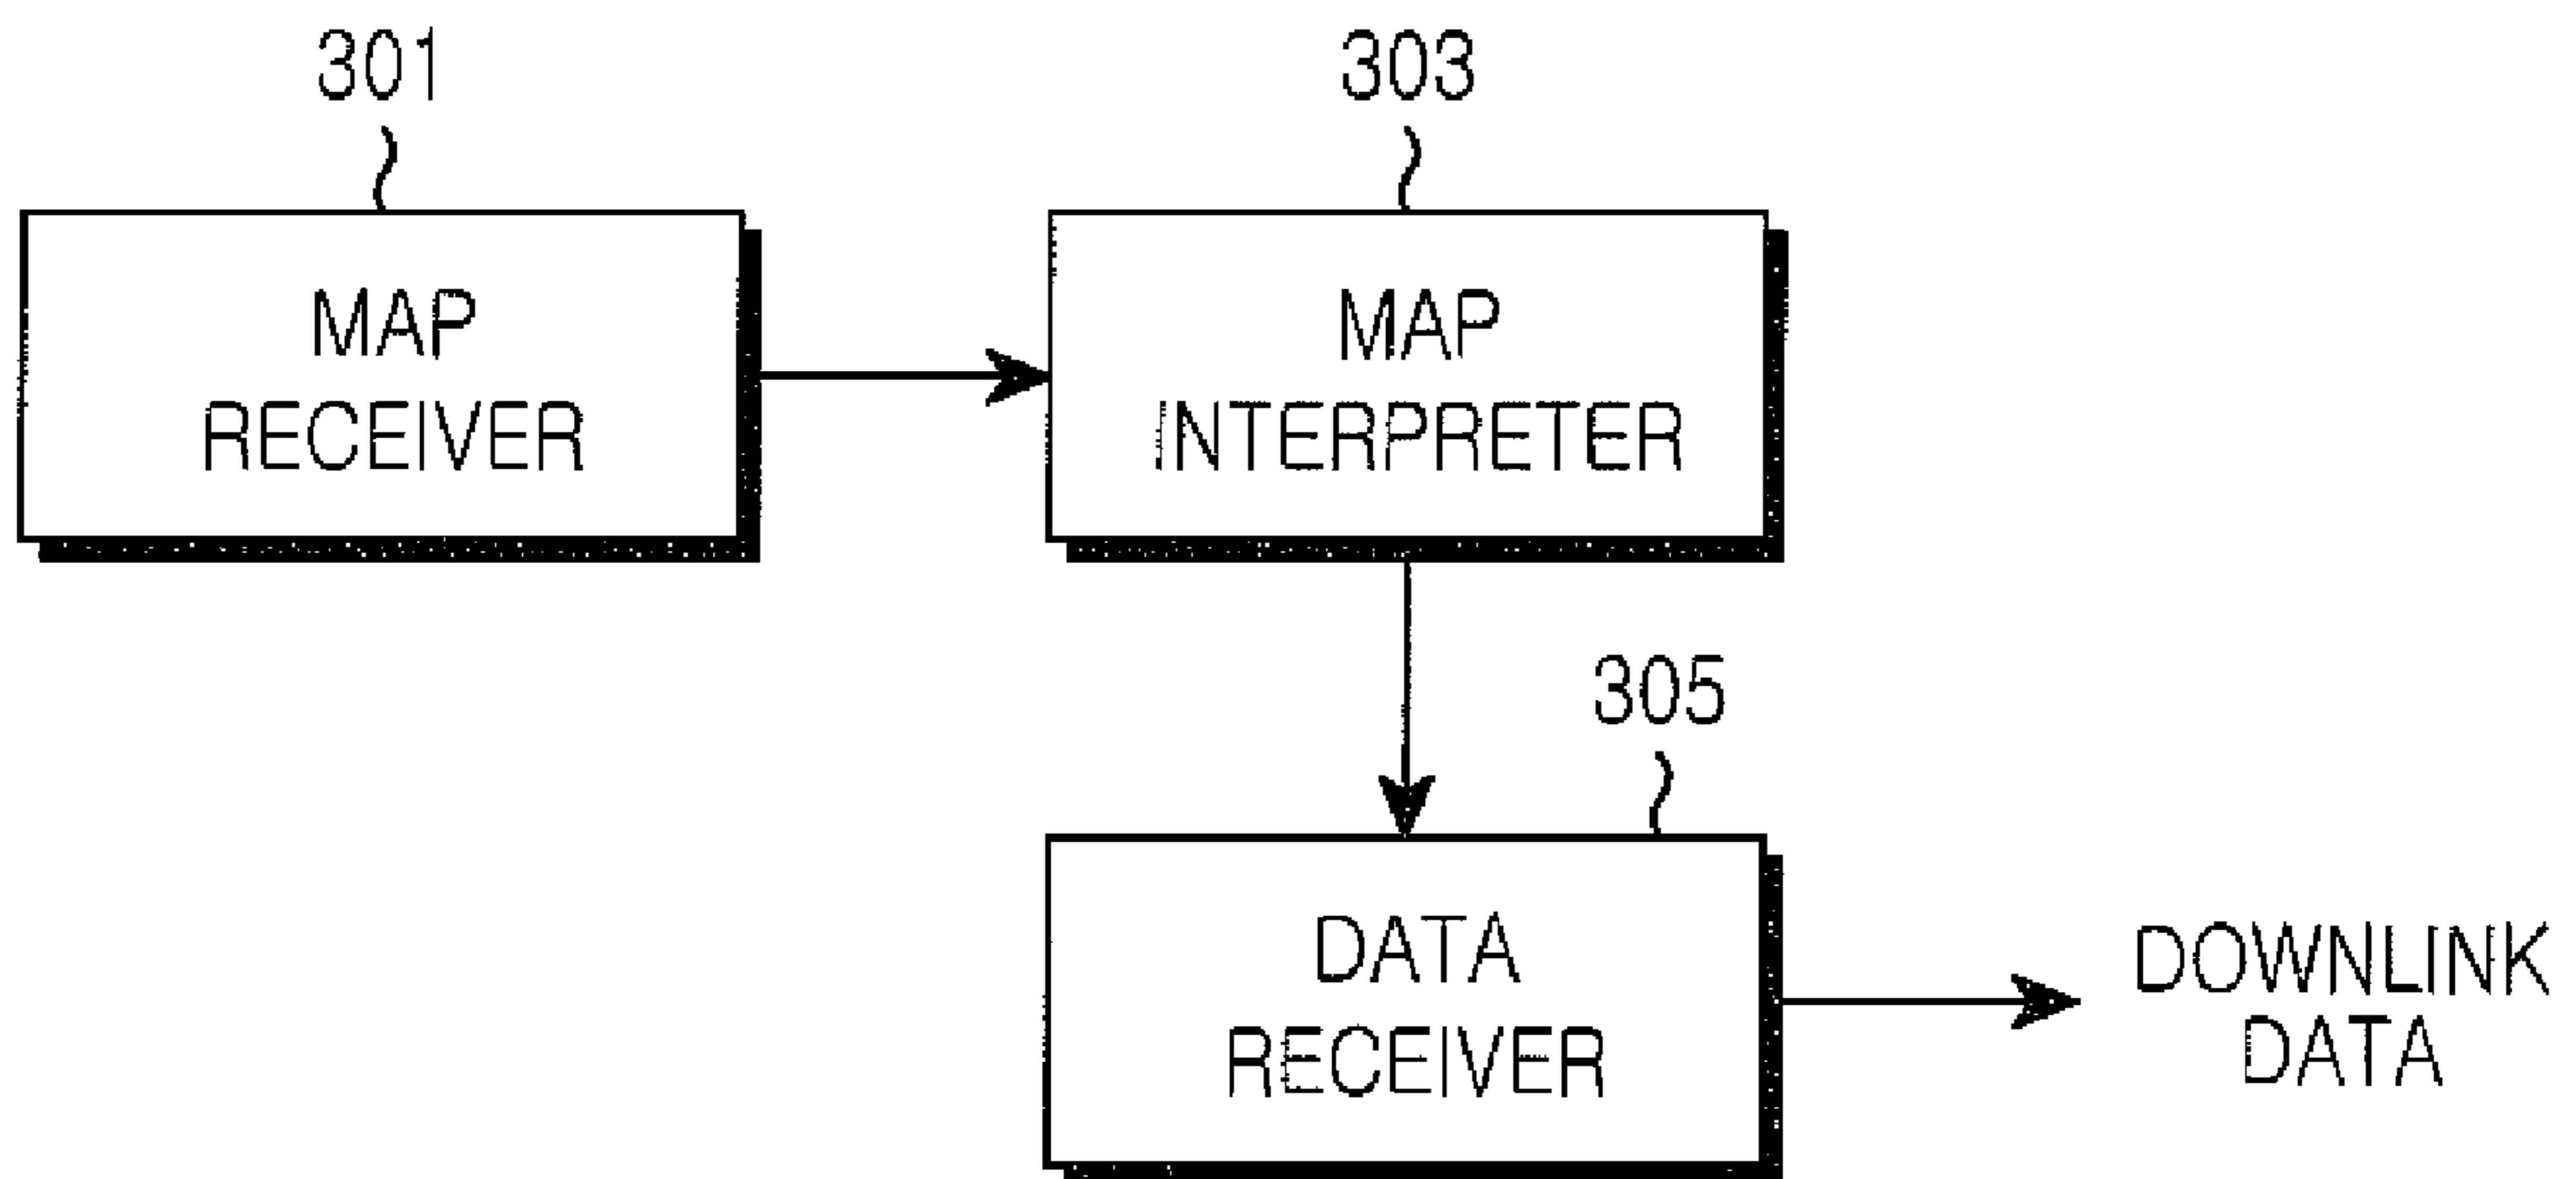 301
303
MAP
RECEIVER
MAP
INTERPRETER
305
DATA
RECEIVER
DOWNLINK
DATA